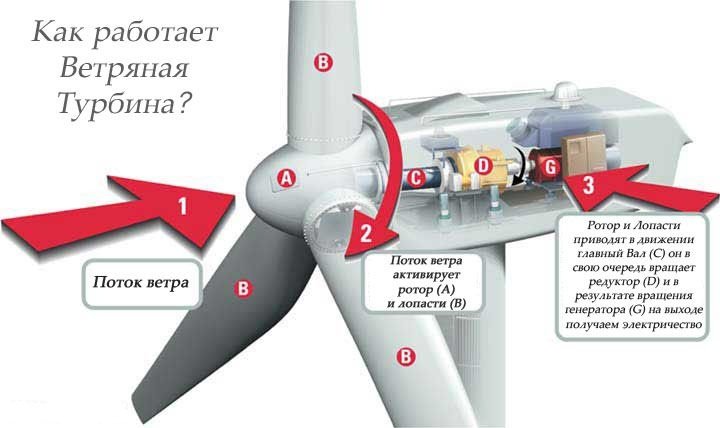 Как работает
Ветряная
Турбина?
B
A
C
D
G
1
2
3
Поток ветра
Поток ветра
активирует
ротор (A)
и лопасти (B)
Ротор и Лопасти
приводят в движении
главный Вал (C) он в
свою очередь вращает
редуктор (D) и в
результате вращения
генератора (G) на выходе
получаем электричество
B
B